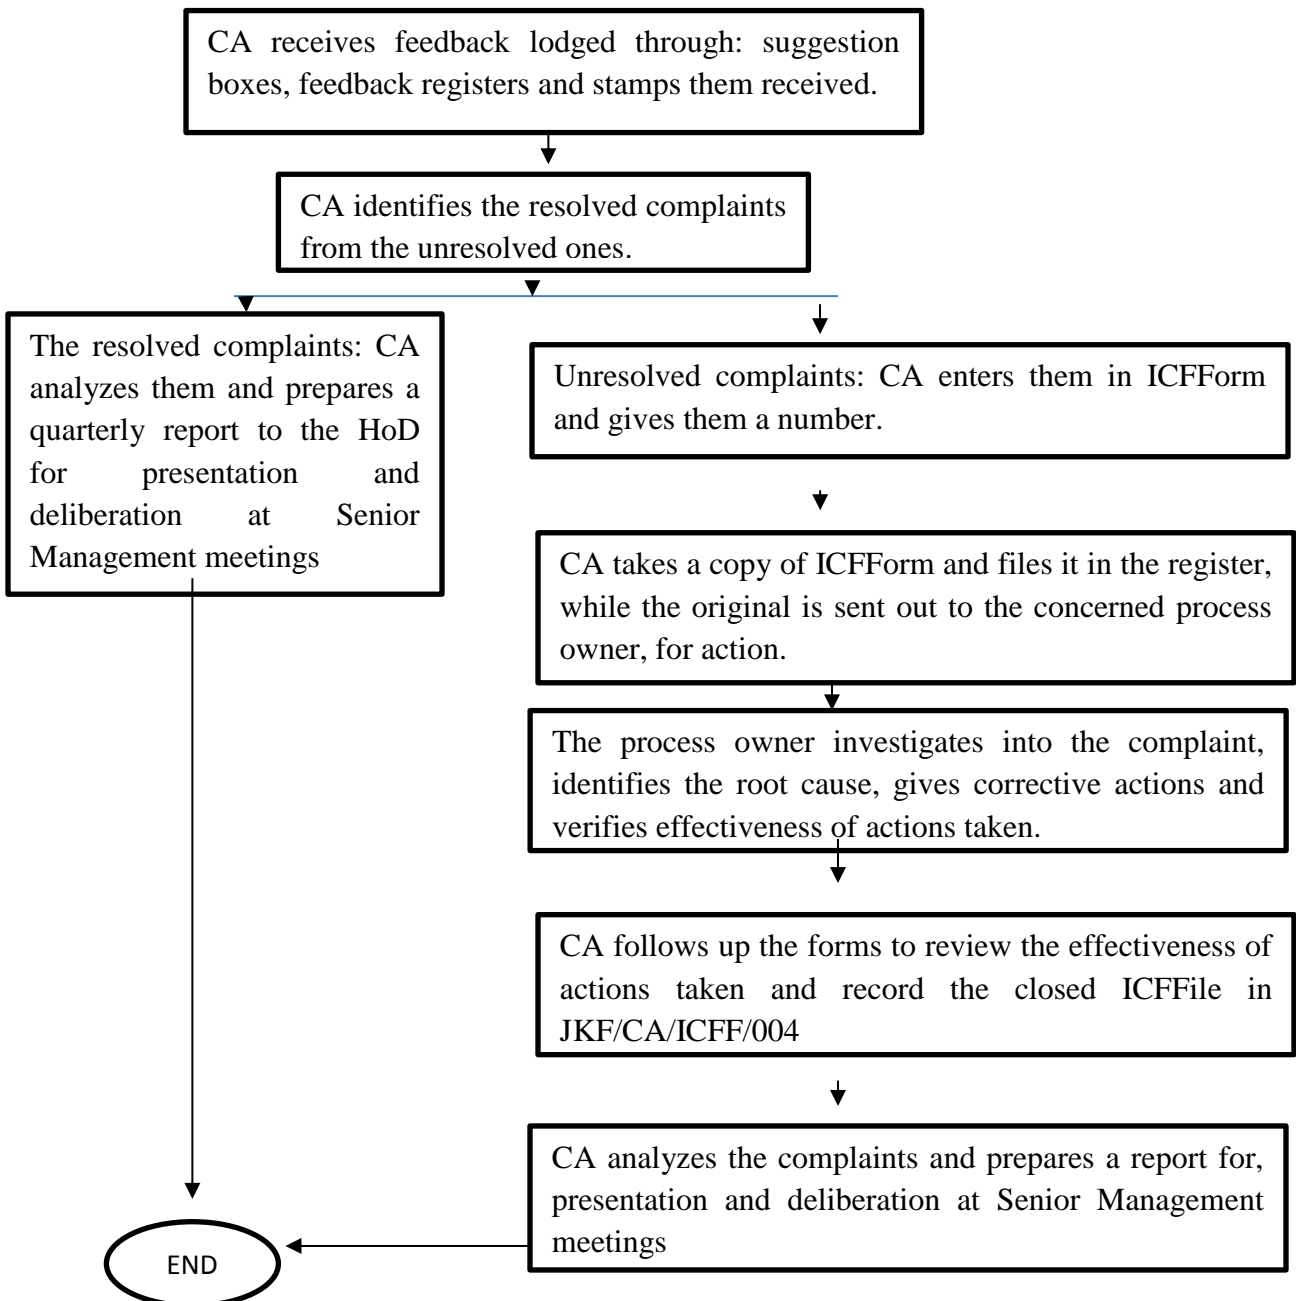 CA receives feedback lodged through: suggestion
boxes, feedback registers and stamps them received.
CA identifies the resolved complaints
from the unresolved ones.
The resolved complaints: CA
analyzes them and prepares a
quarterly report to the HoD
for presentation and
deliberation at Senior
Management meetings
Unresolved complaints: CA enters them in ICFForm
and gives them a number.
CA takes a copy of ICFForm and files it in the register,
while the original is sent out to the concerned process
owner, for action.
The process owner investigates into the complaint,
identifies the root cause, gives corrective actions and
verifies effectiveness of actions taken.
CA follows up the forms to review the effectiveness of
actions taken and record the closed ICFFile in
JKF/CA/ICFF/004
CA analyzes the complaints and prepares a report for,
presentation and deliberation at Senior Management
meetings
END